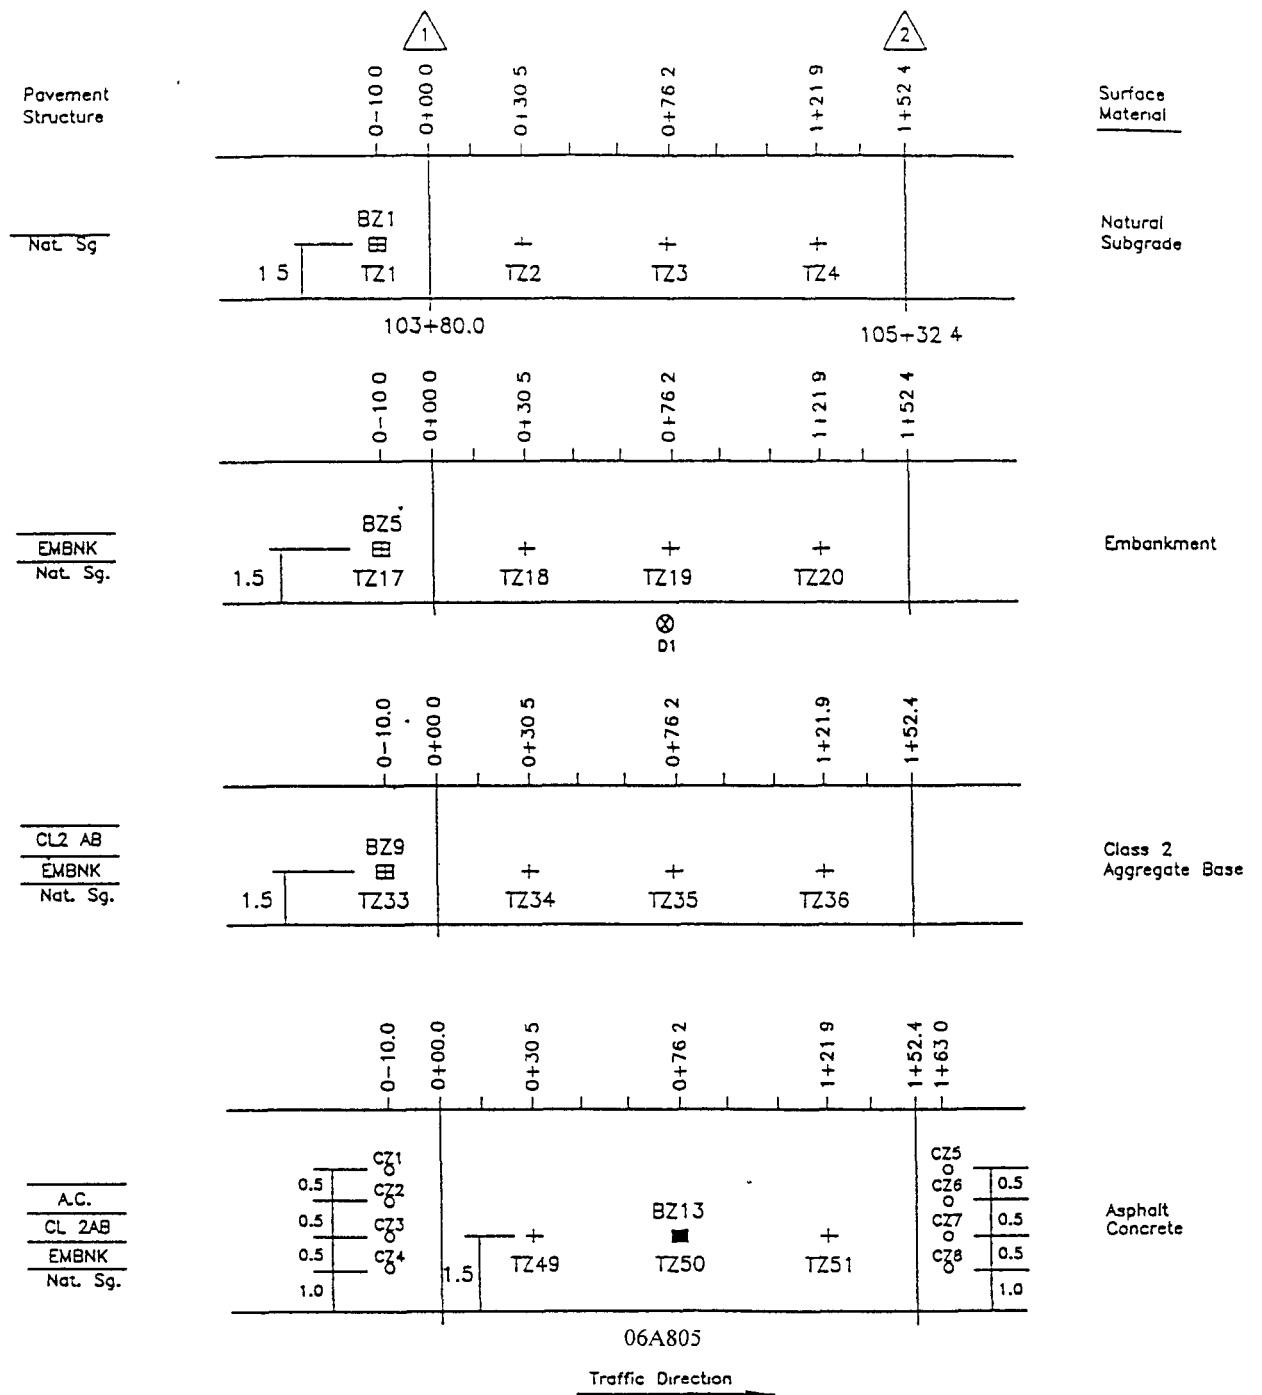 1
2
Pavement
Structure
0-10 0
0+00 0
0+30 5
0+76 2
1+21 9
1+52 4
Surface
Material
Nat. Sg
1 5
BZ1
TZ1
TZ2
TZ3
TZ4
Natural
Subgrade
103+80.0
105+32 4
0-10 0
0+00 0
0+30 5
0+76 2
1+21 9
1+52 4
EMBNK
Nat. Sg.
1.5
BZ5
TZ17
TZ18
TZ19
TZ20
Embankment
D1
0-10.0
0+00 0
0+30 5
0+76 2
1+21.9
1+52.4
CL2 AB
EMBNK
Nat. Sg.
1.5
BZ9
TZ33
TZ34
TZ35
TZ36
Class 2
Aggregate Base
0-10.0
0+00.0
0+30 5
0+76 2
1+21 9
1+52.4
1+63 0
A.C.
CL 2AB
EMBNK
Nat. Sg.
0.5
0.5
0.5
1.0
CZ1
CZ2
CZ3
CZ4
1.5
TZ49
BZ13
TZ50
TZ51
CZ5
CZ6
CZ7
CZ8
0.5
0.5
0.5
1.0
Asphalt
Concrete
06A805
Traffic Direction